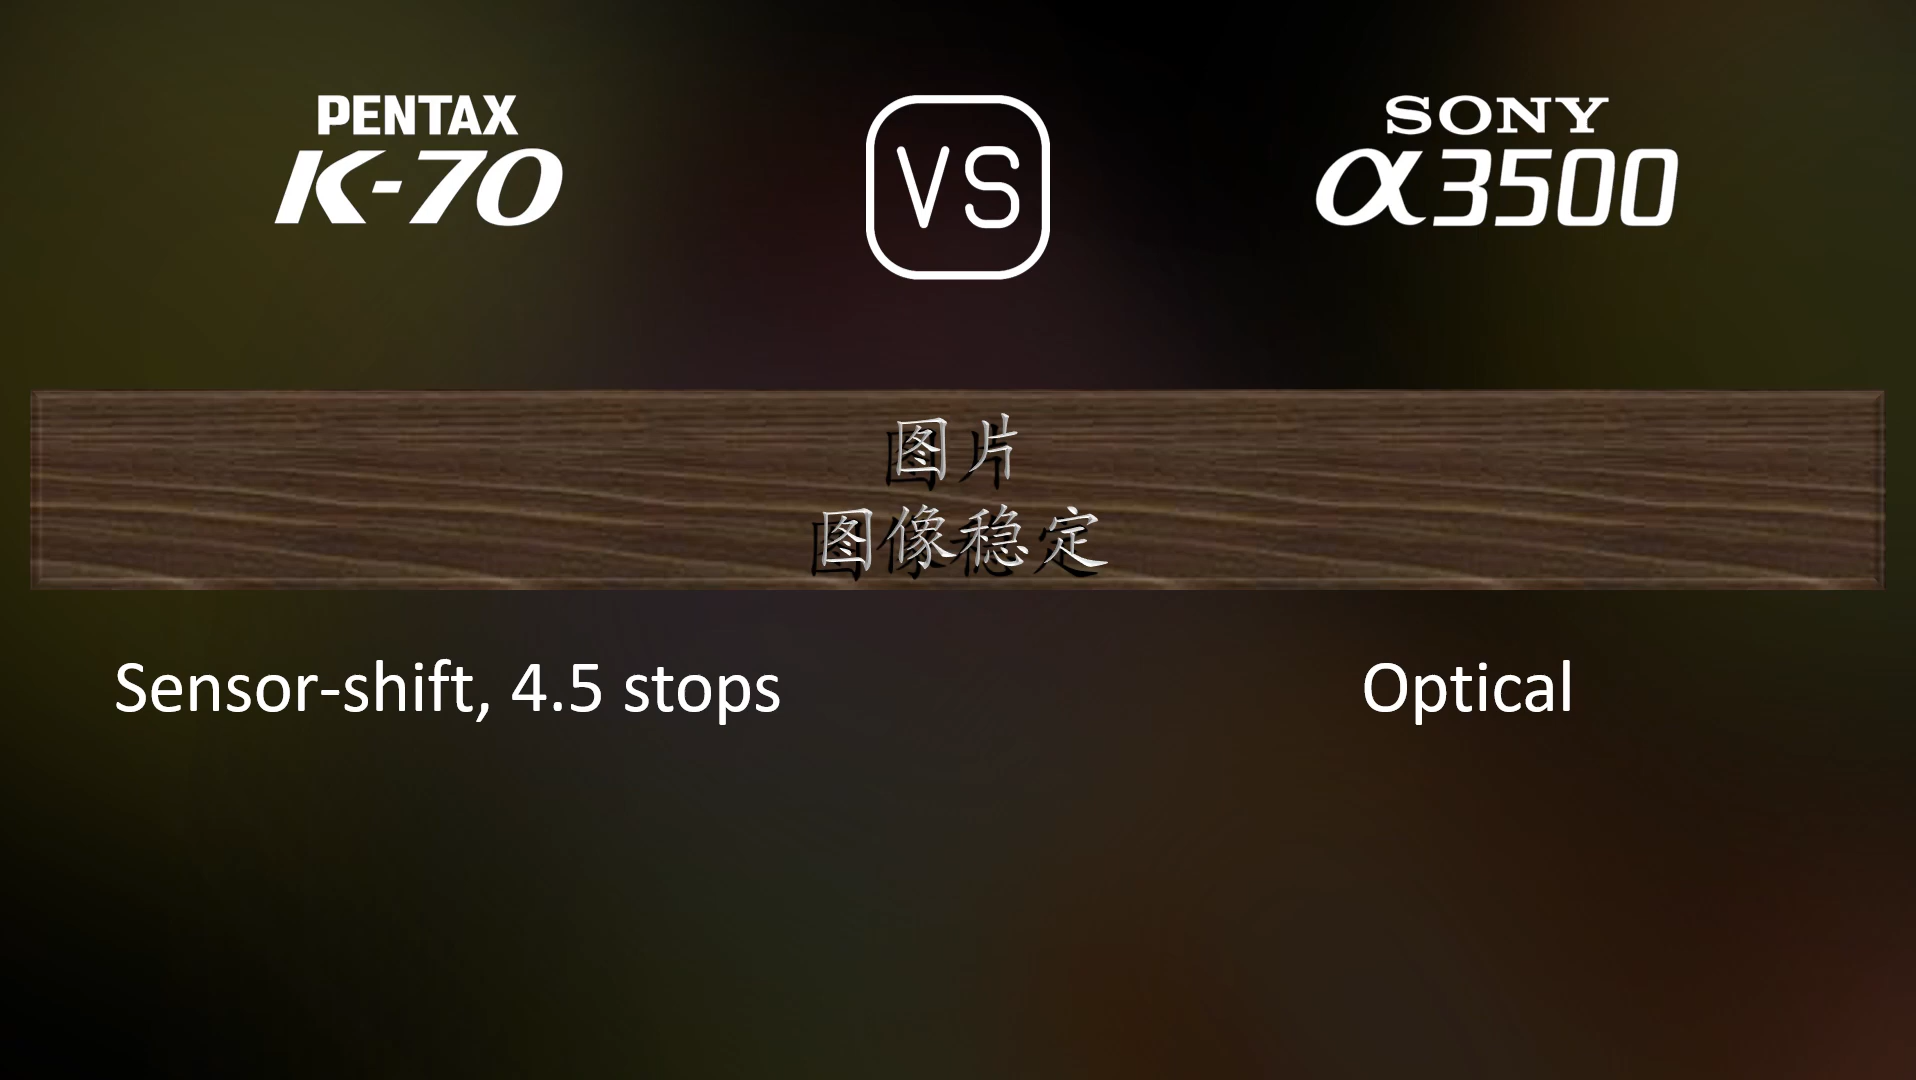 PENTAX
K-70
VS
SONY
α3500
图片
图像稳定
Sensor-shift, 4.5 stops
Optical